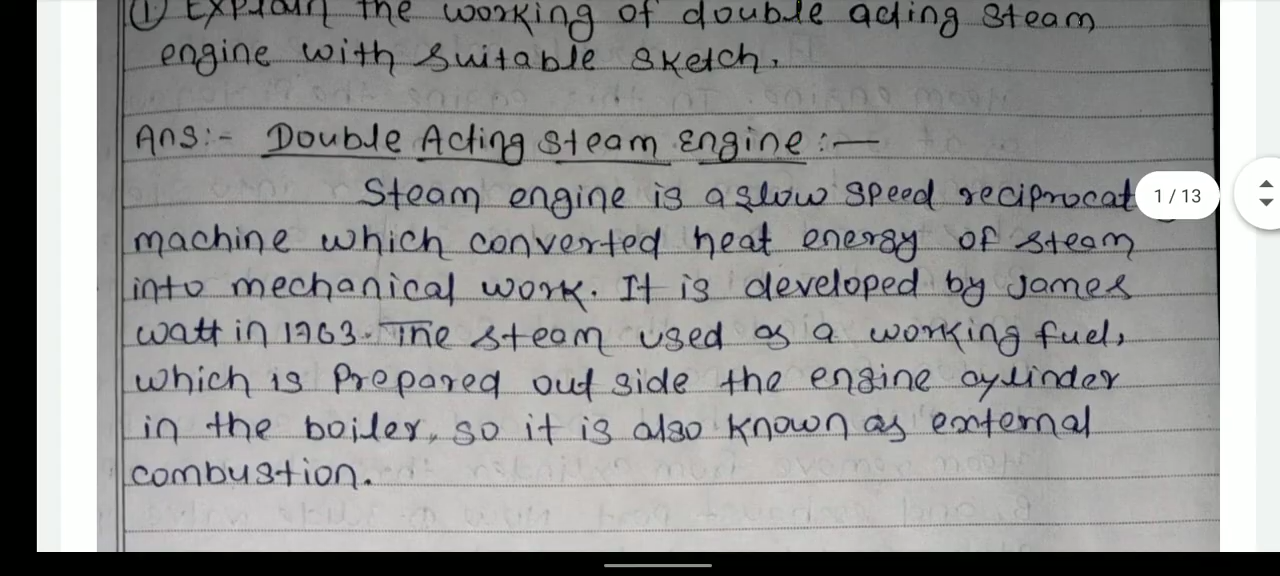 ① Explain the working of double acting steam
engine with suitable sketch.
Ans:- Double Acting steam engine :—
Steam engine is a slow speed reciprocat
1 / 13
machine which converted heat energy of steam
into mechanical work. It is developed by James
watt in 1763. The steam used as a working fuel,
which is prepared out side the engine cylinder
in the boiler, so it is also known as external
combustion.